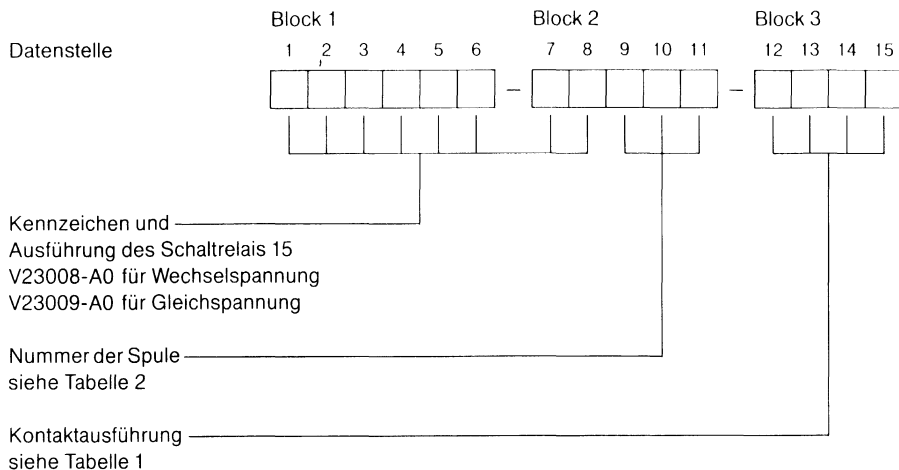 Block 1 Block 2 Block 3
Datenstelle 1 2 3 4 5 6 7 8 9 10 11 12 13 14 15
– –
Kennzeichen und
Ausführung des Schaltrelais 15
V23008-A0 für Wechselspannung
V23009-A0 für Gleichspannung
Nummer der Spule
siehe Tabelle 2
Kontaktausführung
siehe Tabelle 1